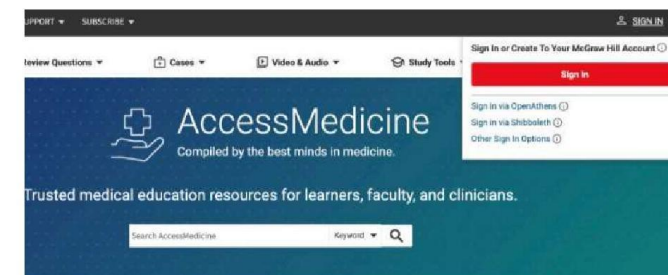 SUBSCRIBE
SIGN IN
Review Questions
Cases
Video & Audio
Study Tools
Sign In or Create To Your McGraw Hill Account
Sign In
Sign in via OpenAthens
Sign in via Shibboleth
Other Sign In Options
AccessMedicine
Compiled by the best minds in medicine.
Trusted medical education resources for learners, faculty, and clinicians.
Search AccessMedicine
Keyword